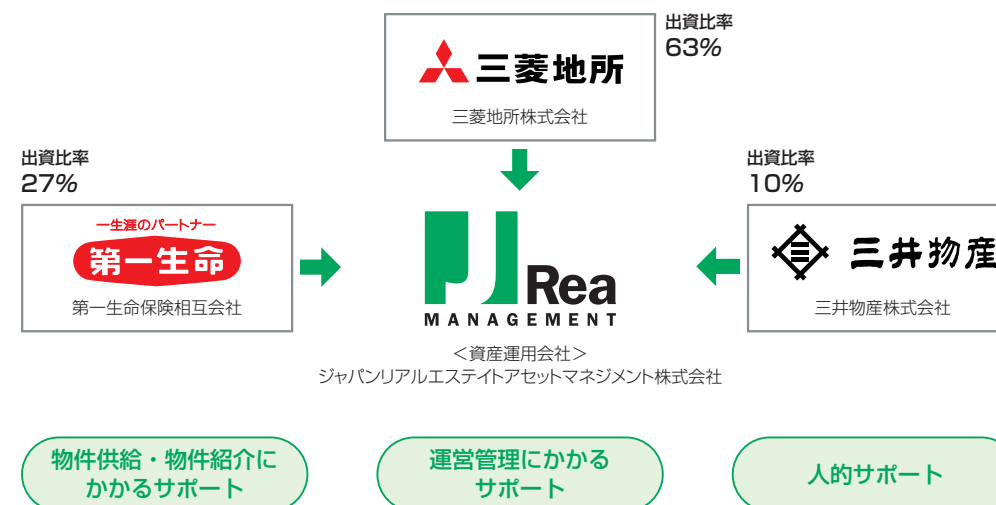 出資比率
63%
三菱地所
三菱地所株式会社
出資比率
27%
一生涯のパートナー
第一生命
第一生命保険相互会社
J Rea
MANAGEMENT
＜資産運用会社＞
ジャパンリアルエステイトアセットマネジメント株式会社
出資比率
10%
三井物産
三井物産株式会社
物件供給・物件紹介に
かかるサポート
運営管理にかかる
サポート
人的サポート